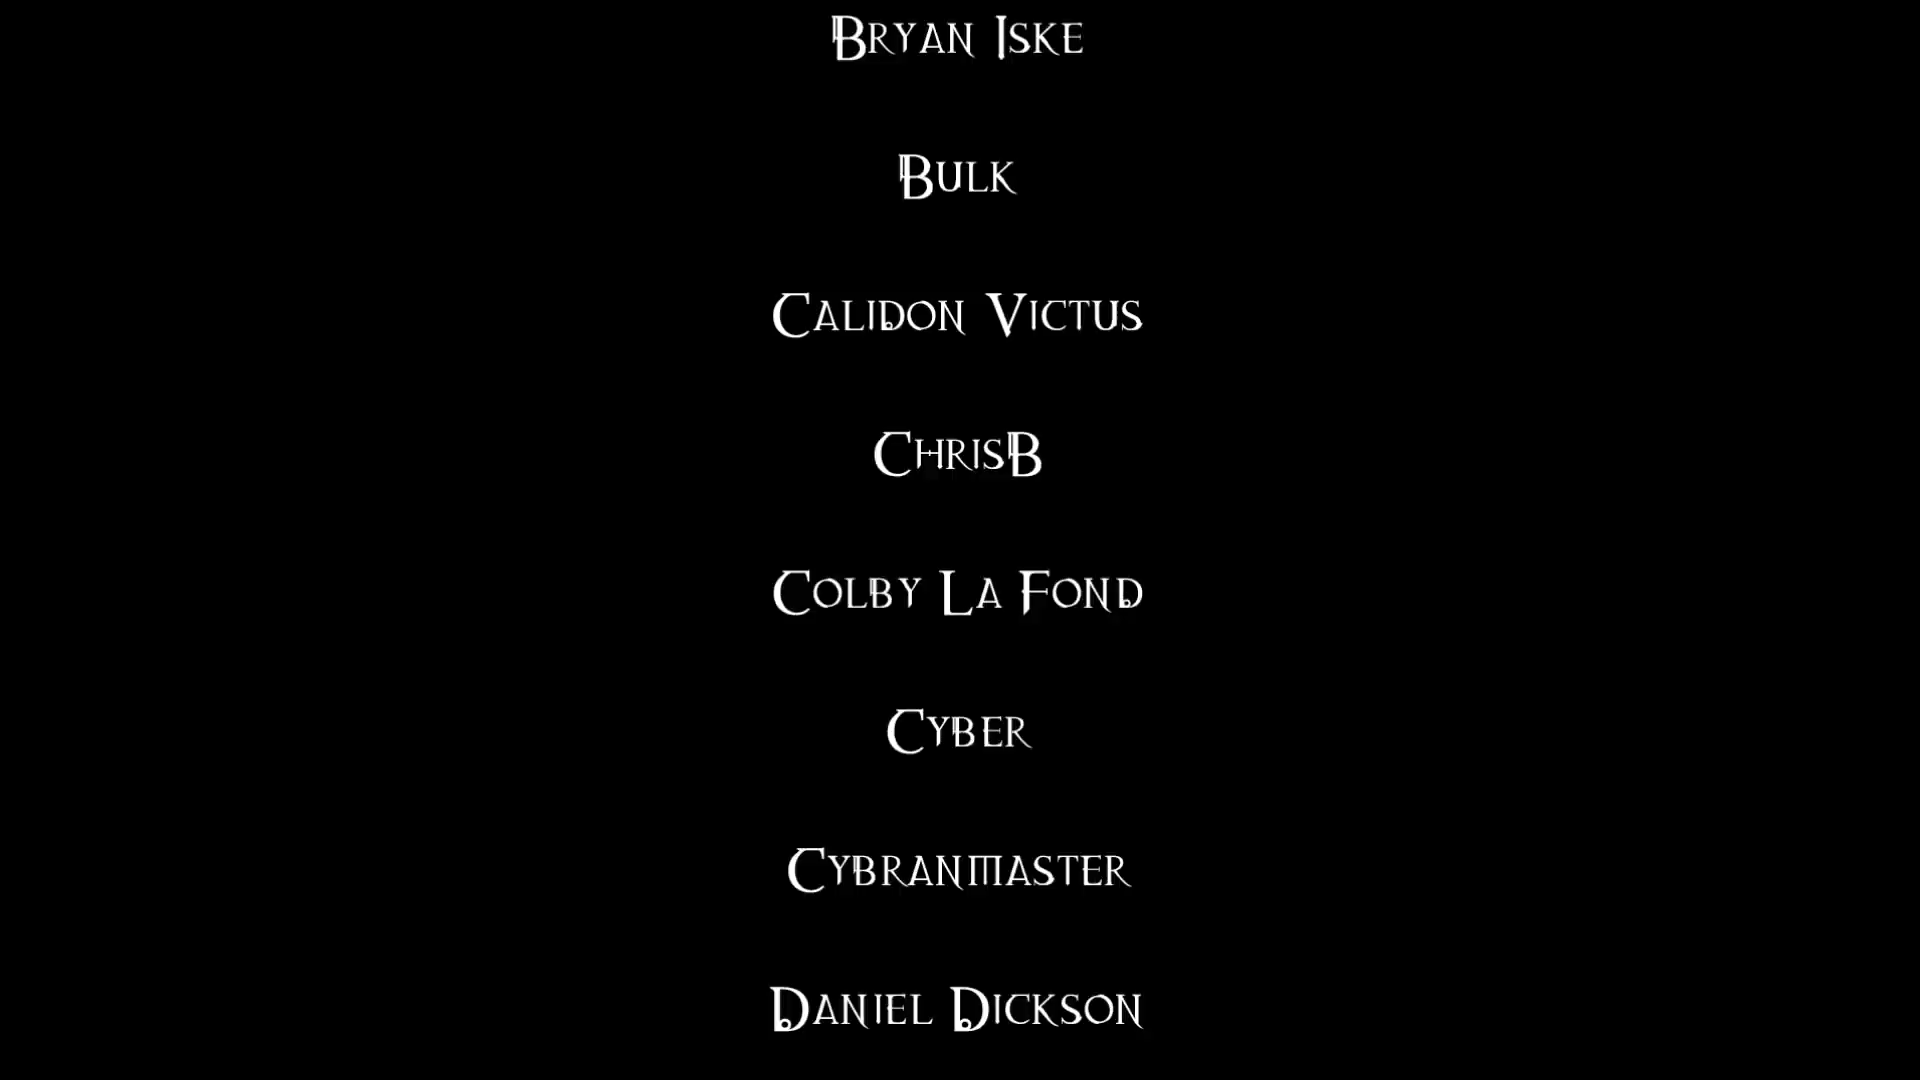 Bryan Iske
Bulk
Calidon Victus
ChrisB
Colby La Fond
Cyber
Cybranmaster
Daniel Dickson